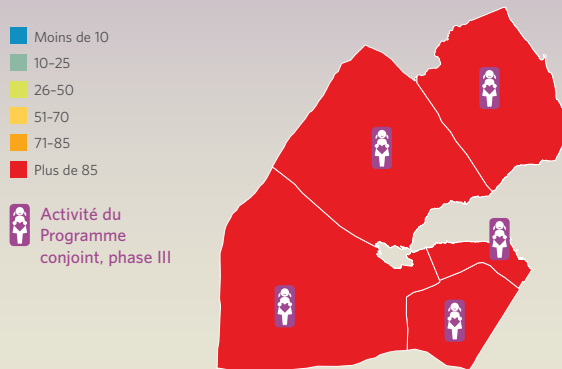 Moins de 10
10–25
26–50
51–70
71–85
Plus de 85
Activité du
Programme
conjoint, phase III